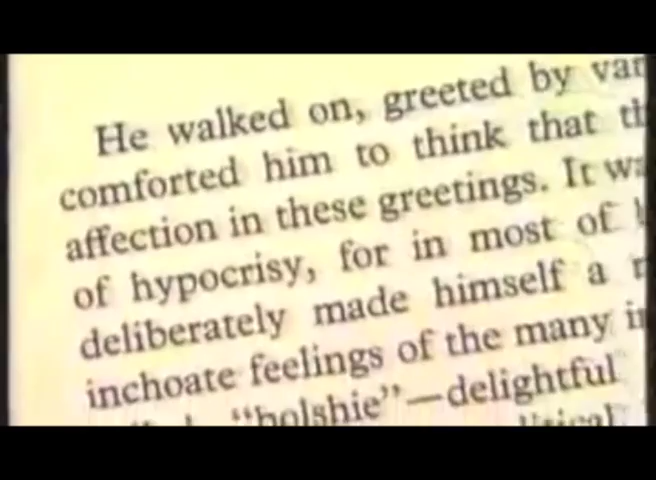 He walked on, greeted by
comforted him to think that
affection in these greetings. It
of hypocrisy, for in most of
deliberately made himself a
inchoate feelings of the many
"bolshie"—delightful